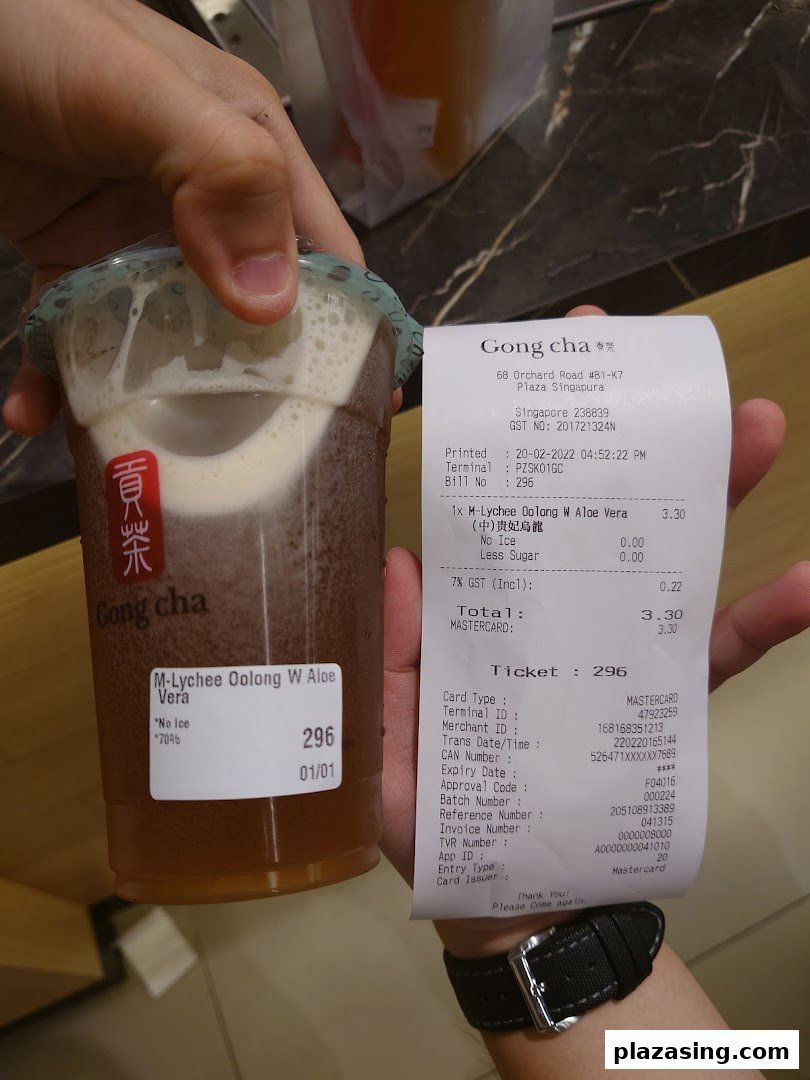 貢茶
Gong cha
M-Lychee Oolong W Aloe
Vera
*No Ice
*70%
296
01/01
Gong cha 貢茶
68 Orchard Road #B1-K7
Plaza Singapura
Singapore 238839
GST NO: 201721324N
Printed : 20-02-2022 04:52:22 PM
Terminal : PZSK01GC
Bill No : 296
1x M-Lychee Oolong W Aloe Vera 3.30
(中)贵妃烏龍
No Ice 0.00
Less Sugar 0.00
7% GST (Incl): 0.22
Total: 3.30
MASTERCARD: 3.30
Ticket : 296
Card Type : MASTERCARD
Terminal ID : 47923259
Merchant ID : 168168351213
Trans Date/Time : 220220165144
CAN Number : 526471XXXXXX7689
Expiry Date : ****
Approval Code : F04016
Batch Number : 000224
Reference Number : 205108913389
Invoice Number : 041315
TVR Number : 0000008000
App ID : A0000000041010
Entry Type : 20
Card Issuer : Mastercard
Thank You!
Please Come again.
plazasing.com